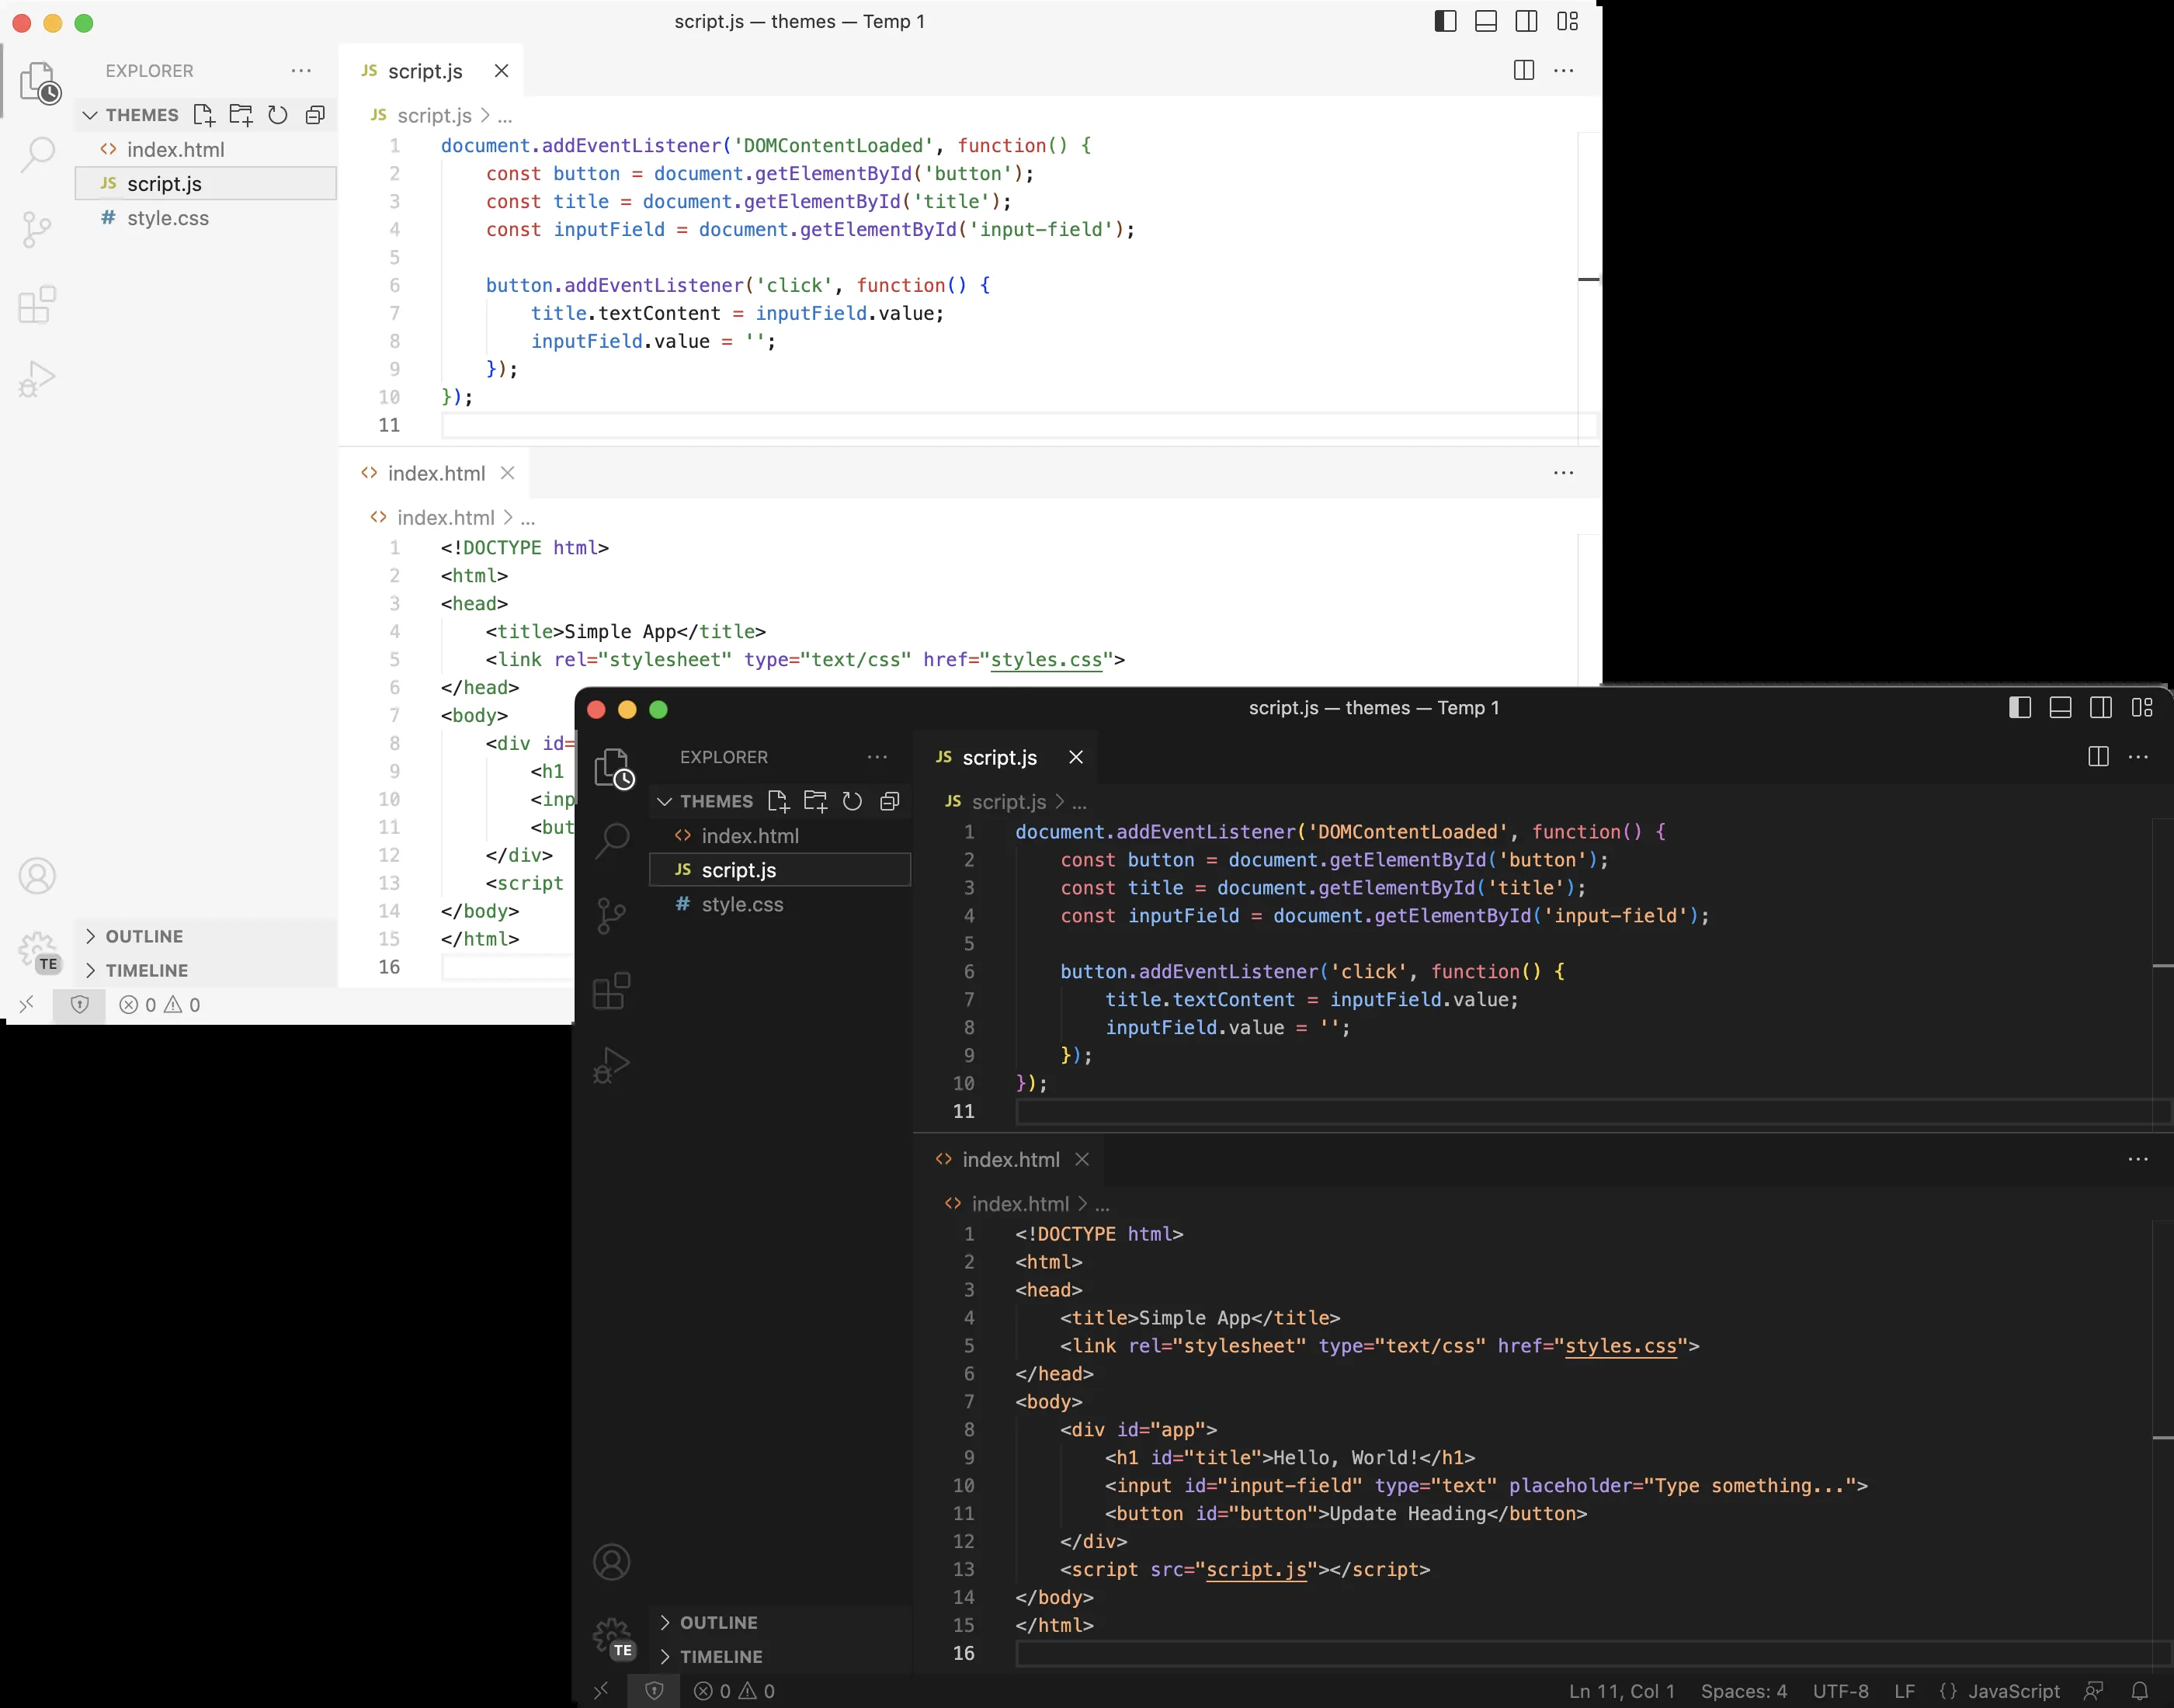 script.js — themes — Temp 1
EXPLORER
THEMES
index.html
JS script.js
# style.css
OUTLINE
TIMELINE
TE
0 0
JS script.js
JS script.js > ...
1 document.addEventListener('DOMContentLoaded', function() {
2 const button = document.getElementById('button');
3 const title = document.getElementById('title');
4 const inputField = document.getElementById('input-field');
5
6 button.addEventListener('click', function() {
7 title.textContent = inputField.value;
8 inputField.value = '';
9 });
10 });
11
index.html
index.html > ...
1 <!DOCTYPE html>
2 <html>
3 <head>
4 <title>Simple App</title>
5 <link rel="stylesheet" type="text/css" href="styles.css">
6 </head>
7 <body>
8 <div id=
9 <h1
10 <inp
11 <but
12 </div>
13 <script
14 </body>
15 </html>
16
script.js — themes — Temp 1
EXPLORER
THEMES
index.html
JS script.js
# style.css
OUTLINE
TIMELINE
TE
JS script.js
JS script.js > ...
1 document.addEventListener('DOMContentLoaded', function() {
2 const button = document.getElementById('button');
3 const title = document.getElementById('title');
4 const inputField = document.getElementById('input-field');
5
6 button.addEventListener('click', function() {
7 title.textContent = inputField.value;
8 inputField.value = '';
9 });
10 });
11
index.html
index.html > ...
1 <!DOCTYPE html>
2 <html>
3 <head>
4 <title>Simple App</title>
5 <link rel="stylesheet" type="text/css" href="styles.css">
6 </head>
7 <body>
8 <div id="app">
9 <h1 id="title">Hello, World!</h1>
10 <input id="input-field" type="text" placeholder="Type something...">
11 <button id="button">Update Heading</button>
12 </div>
13 <script src="script.js"></script>
14 </body>
15 </html>
16
0 0 Ln 11, Col 1 Spaces: 4 UTF-8 LF {} JavaScript